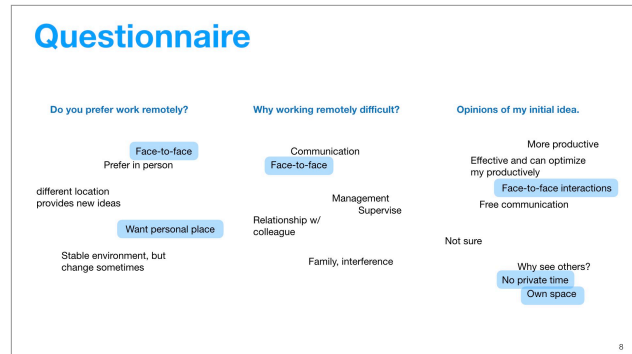 Questionnaire
Do you prefer work remotely?
Face-to-face
Prefer in person
different location
provides new ideas
Want personal place
Stable environment, but
change sometimes
Why working remotely difficult?
Communication
Face-to-face
Management
Supervise
Relationship w/
colleague
Family, interference
Opinions of my initial idea.
More productive
Effective and can optimize
my productively
Face-to-face interactions
Free communication
Not sure
Why see others?
No private time
Own space
8